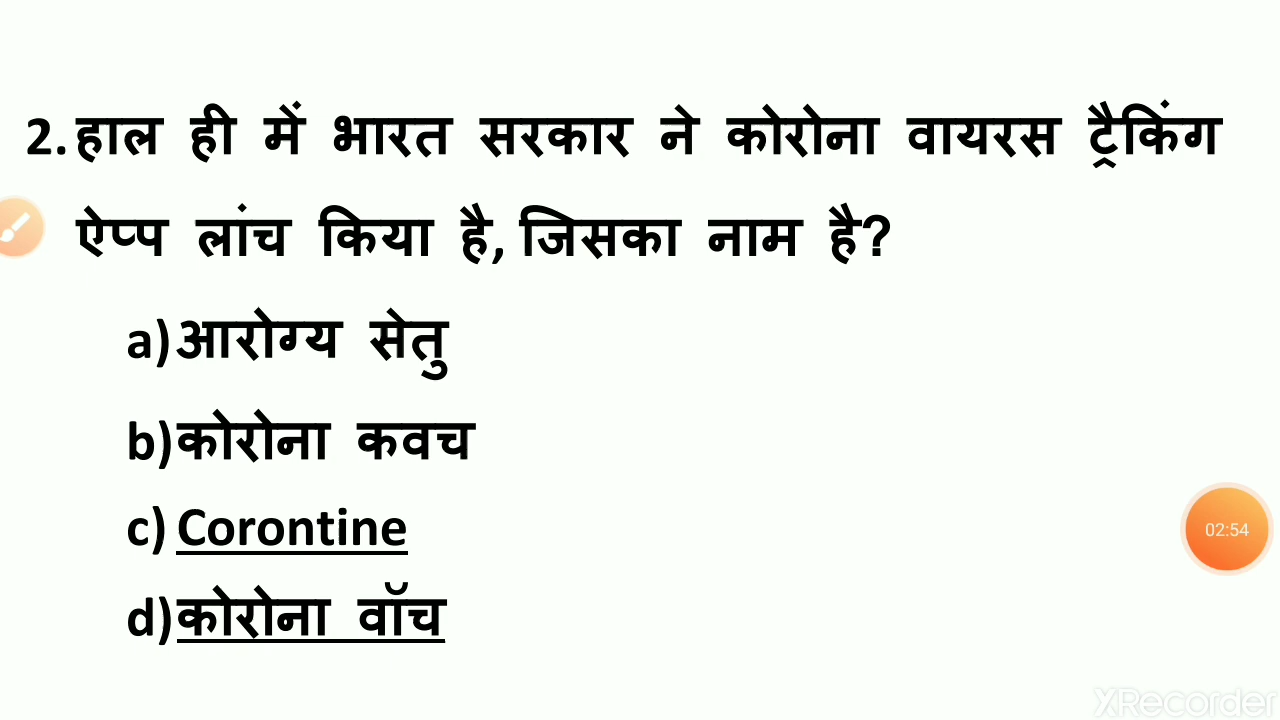 2. हाल ही में भारत सरकार ने कोरोना वायरस ट्रैकिंग
ऐप्प लांच किया है, जिसका नाम है?
a) आरोग्य सेतु
b) कोरोना कवच
c) Corontine
d) कोरोना वॉच
02:54
XRecorder